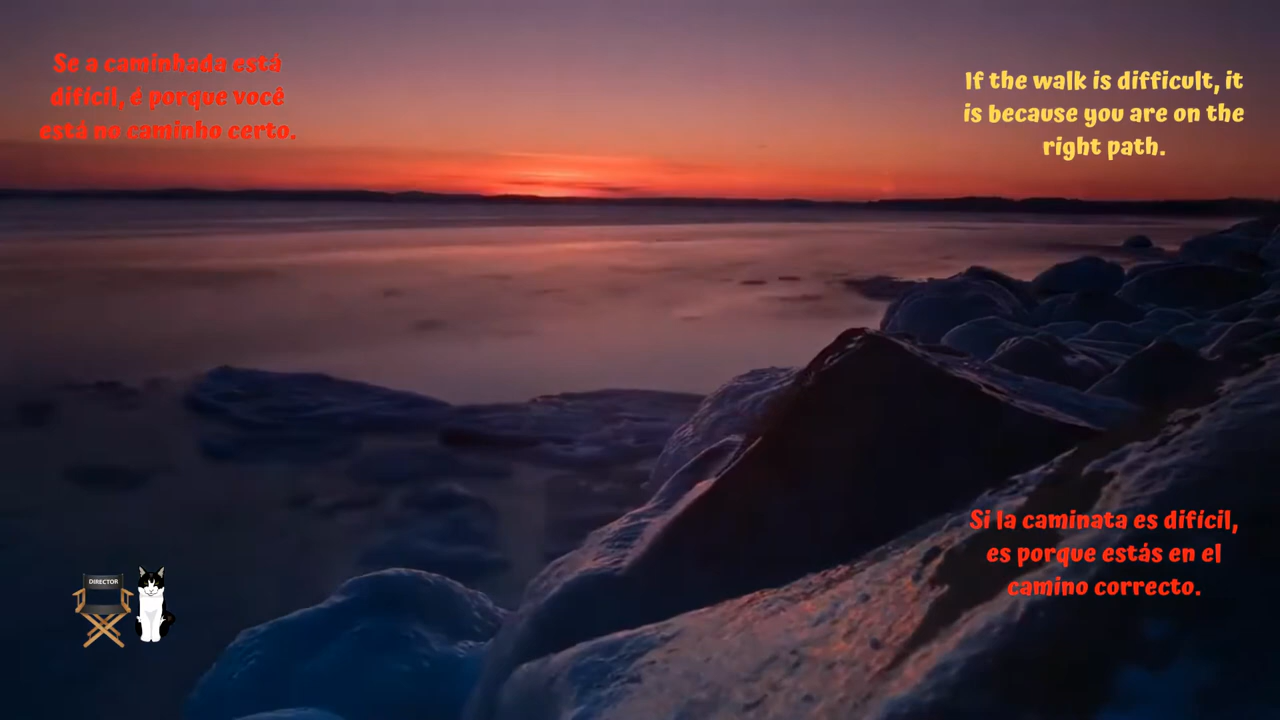 Se a caminhada está
difícil, é porque você
está no caminho certo.
If the walk is difficult, it
is because you are on the
right path.
Si la caminata es difícil,
es porque estás en el
camino correcto.
DIRECTOR